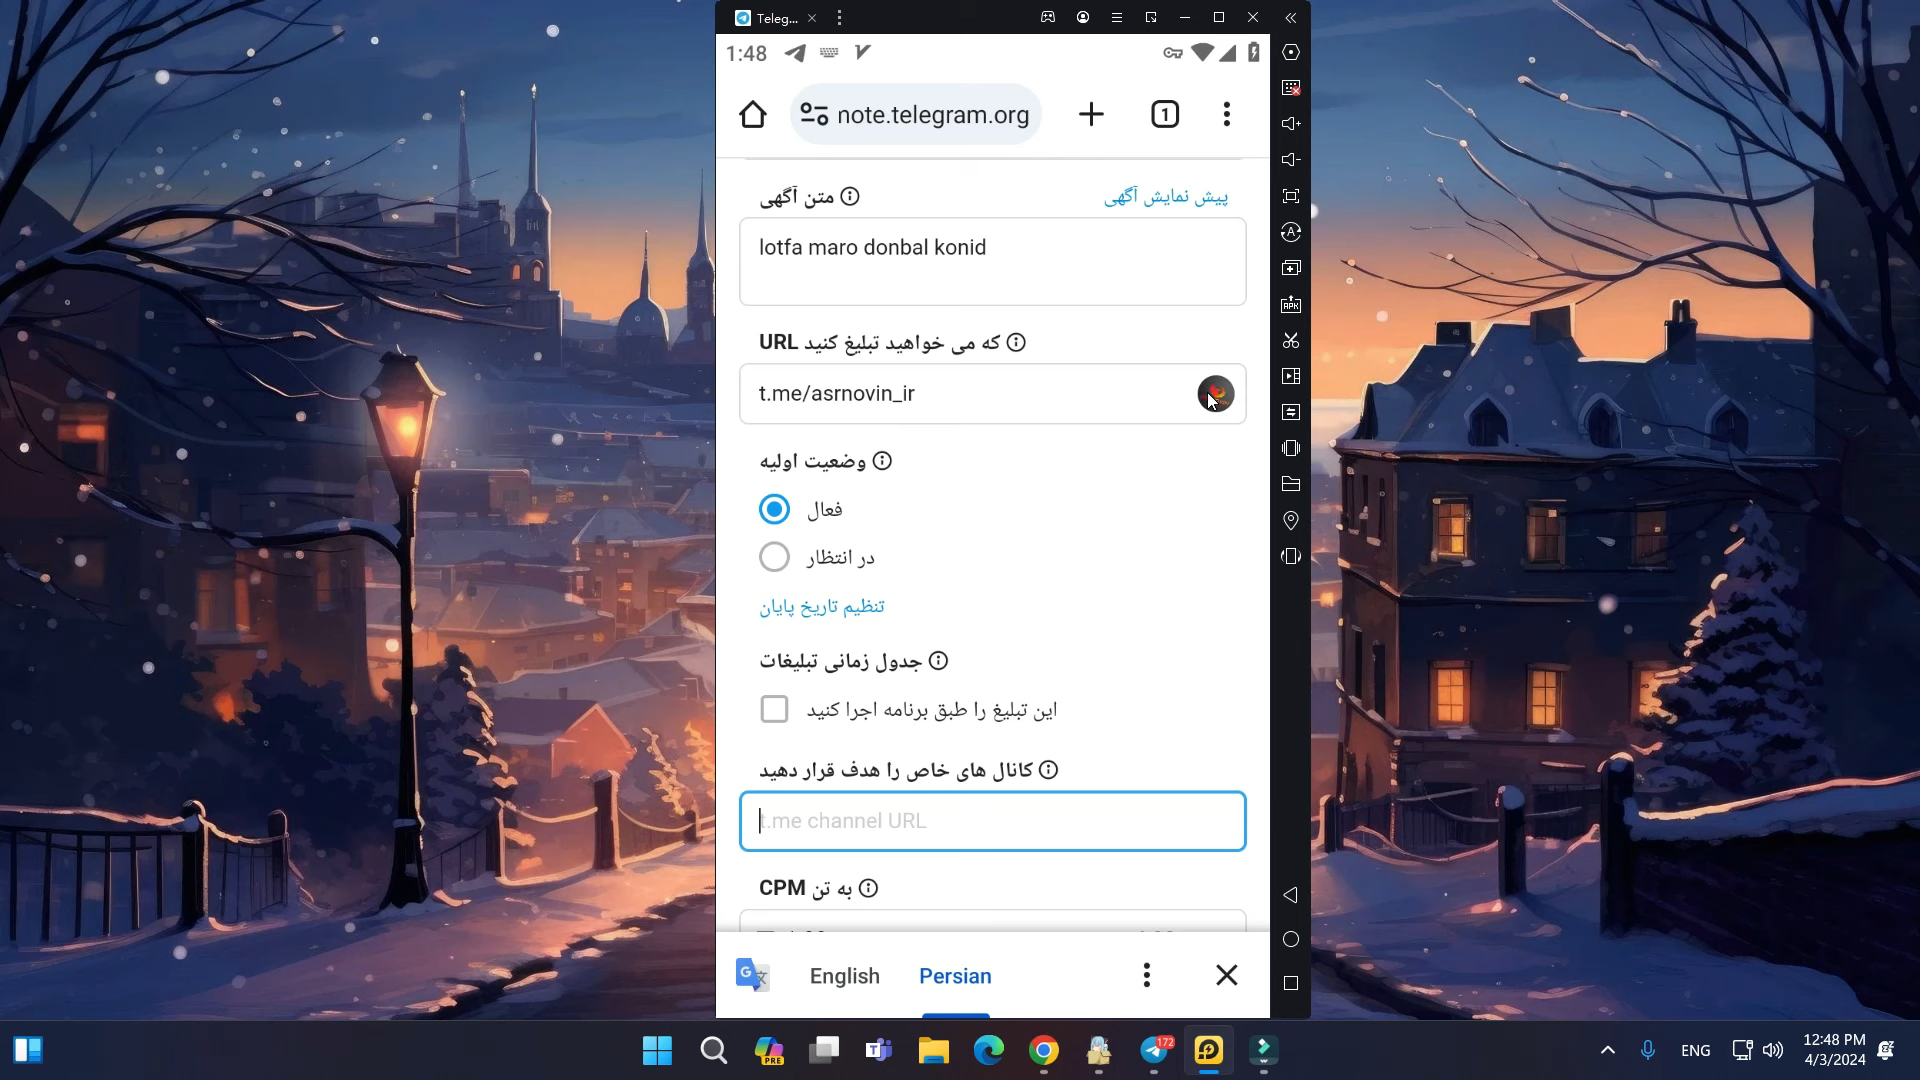 Teleg...
1:48
note.telegram.org
1
متن آگهی
پیش نمایش آگهی
lotfa maro donbal konid
URL که می خواهید تبلیغ کنید
t.me/asrnovin_ir
وضعیت اولیه
فعال
در انتظار
تنظیم تاریخ پایان
جدول زمانی تبلیغات
این تبلیغ را طبق برنامه اجرا کنید
کانال های خاص را هدف قرار دهید
t.me channel URL
CPM به تن
English
Persian
PRE
172
ENG
12:48 PM
4/3/2024